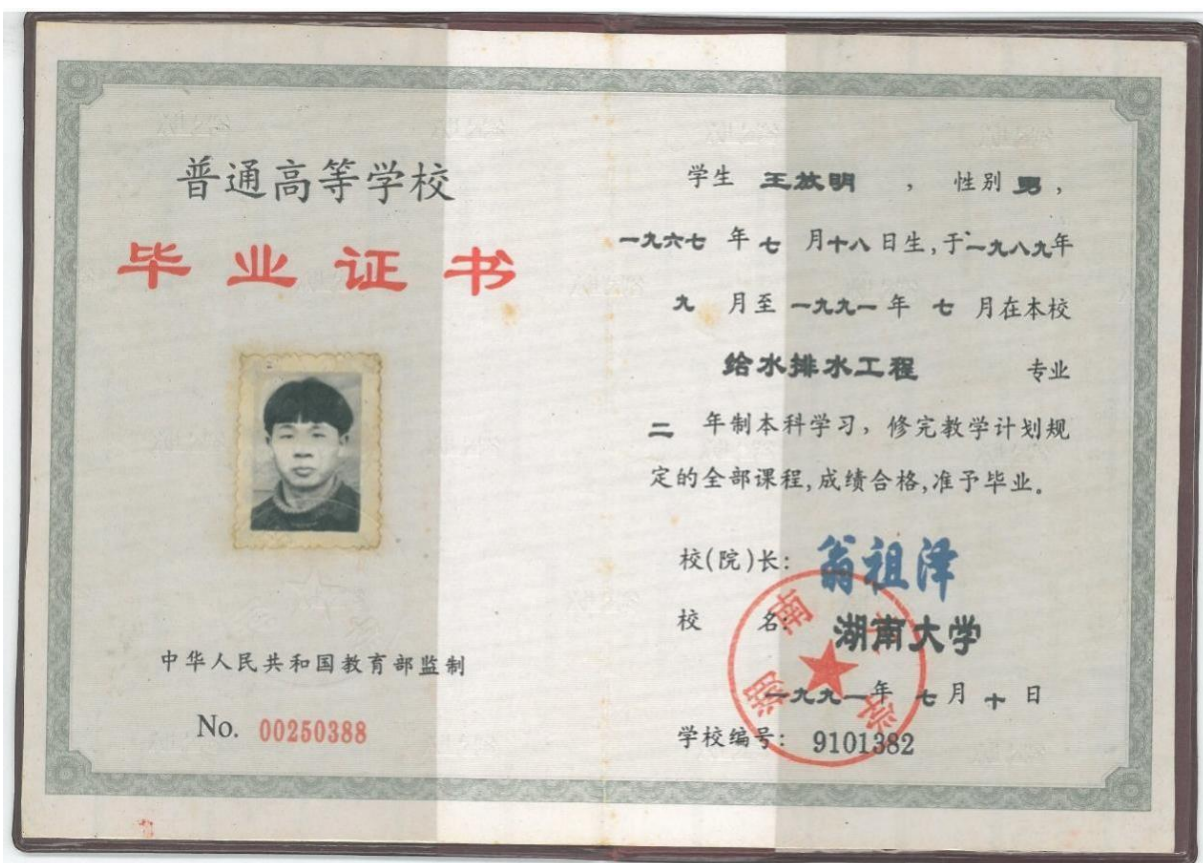 普通高等学校
毕业证书
中华人民共和国教育部监制
No. 00250388
学生 王放明 ， 性别 男 ，
一九六七 年 七 月十八日生,于一九八九年
九 月至 一九九一 年 七 月在本校
给水排水工程 专业
二 年制本科学习，修完教学计划规
定的全部课程,成绩合格,准予毕业。
校(院)长: 翁祖泽
校 名: 湖南大学
湖南大学
一九九一年 七月 十 日
学校编号: 9101382